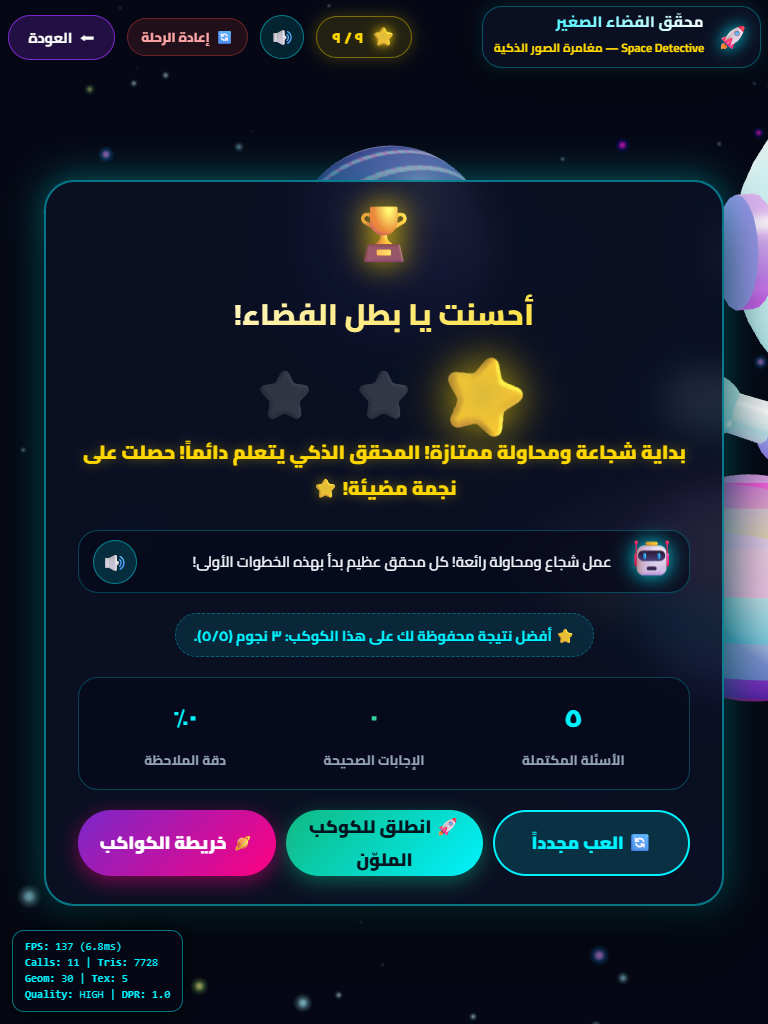 محقّق الفضاء الصغير
Space Detective — مغامرة الصور الذكية
٩ / ٩
إعادة الرحلة
العودة
أحسنت يا بطل الفضاء!
بداية شجاعة ومحاولة ممتازة! المحقق الذكي يتعلم دائماً! حصلت على
نجمة مضيئة!
عمل شجاع ومحاولة رائعة! كل محقق عظيم بدأ بهذه الخطوات الأولى!
أفضل نتيجة محفوظة لك على هذا الكوكب: ٣ نجوم (٥/٥).
٥
الأسئلة المكتملة
٠
الإجابات الصحيحة
٠٪
دقة الملاحظة
العب مجدداً
انطلق للكوكب
الملوّن
خريطة الكواكب
FPS: 137 (6.8ms)
Calls: 11 | Tris: 7728
Geom: 30 | Tex: 5
Quality: HIGH | DPR: 1.0